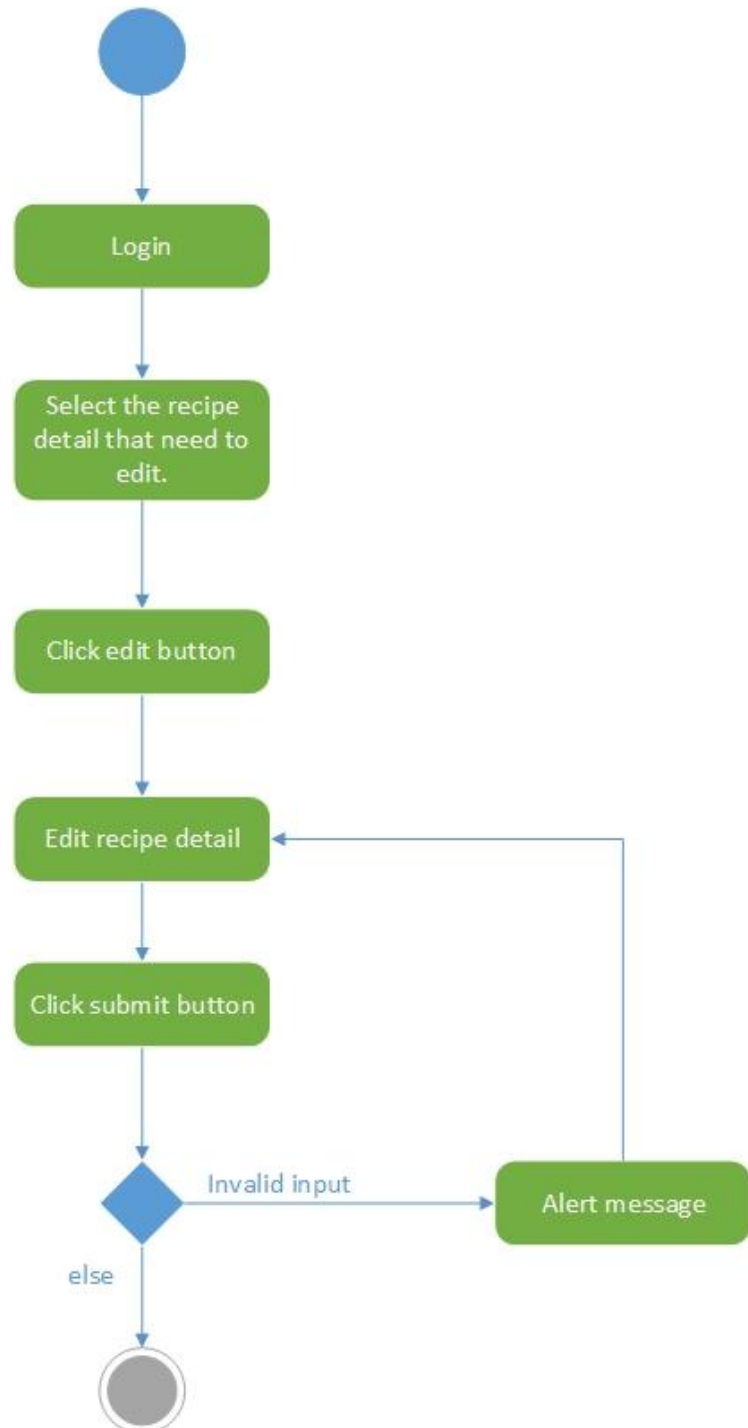 Login
Select the recipe
detail that need to
edit.
Click edit button
Edit recipe detail
Click submit button
Invalid input
Alert message
else